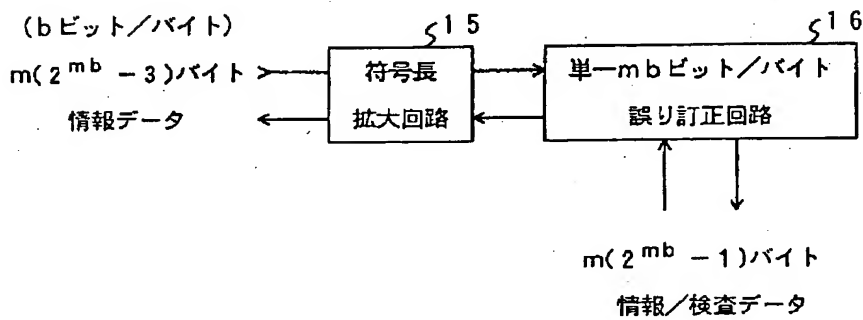 (bビット/バイト)
m(2^mb - 3)バイト
情報データ
15
符号長
拡大回路
16
単一mbビット/バイト
誤り訂正回路
m(2^mb - 1)バイト
情報/検査データ